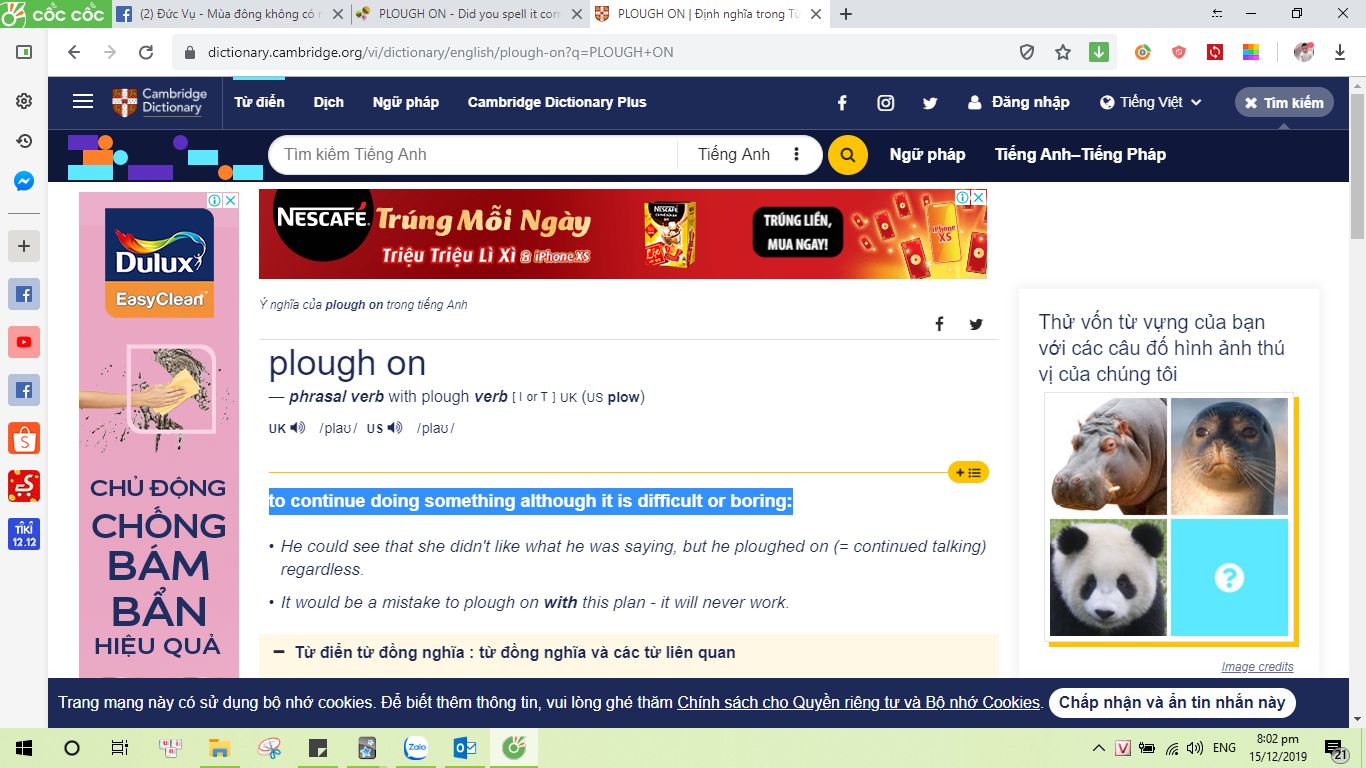 CỐC CỐC
(2) Đức Vụ - Mùa đông không có n
PLOUGH ON - Did you spell it corr
PLOUGH ON | Định nghĩa trong Từ
dictionary.cambridge.org/vi/dictionary/english/plough-on?q=PLOUGH+ON
Cambridge
Dictionary
Từ điển Dịch Ngữ pháp Cambridge Dictionary Plus
Đăng nhập Tiếng Việt Tìm kiếm
Tìm kiếm Tiếng Anh Tiếng Anh Ngữ pháp Tiếng Anh–Tiếng Pháp
Dulux
EasyClean
CHỦ ĐỘNG
CHỐNG
BÁM
BẨN
HIỆU QUẢ
NESCAFÉ. Trúng Mỗi Ngày
Triệu Triệu Lì Xì & iPhone XS
NESCAFÉ
TRÚNG LIỀN,
MUA NGAY!
iPhone
XS
Ý nghĩa của plough on trong tiếng Anh
plough on
— phrasal verb with plough verb [ I or T ] UK (US plow)
UK /plaʊ/ US /plaʊ/
to continue doing something although it is difficult or boring:
• He could see that she didn't like what he was saying, but he ploughed on (= continued talking)
regardless.
• It would be a mistake to plough on with this plan - it will never work.
Từ điển từ đồng nghĩa : từ đồng nghĩa và các từ liên quan
Thử vốn từ vựng của bạn
với các câu đố hình ảnh thú
vị của chúng tôi
?
Image credits
TIKI
12.12
Trang mạng này có sử dụng bộ nhớ cookies. Để biết thêm thông tin, vui lòng ghé thăm Chính sách cho Quyền riêng tư và Bộ nhớ Cookies. Chấp nhận và ẩn tin nhắn này
Zalo
V
ENG
8:02 pm
15/12/2019
21